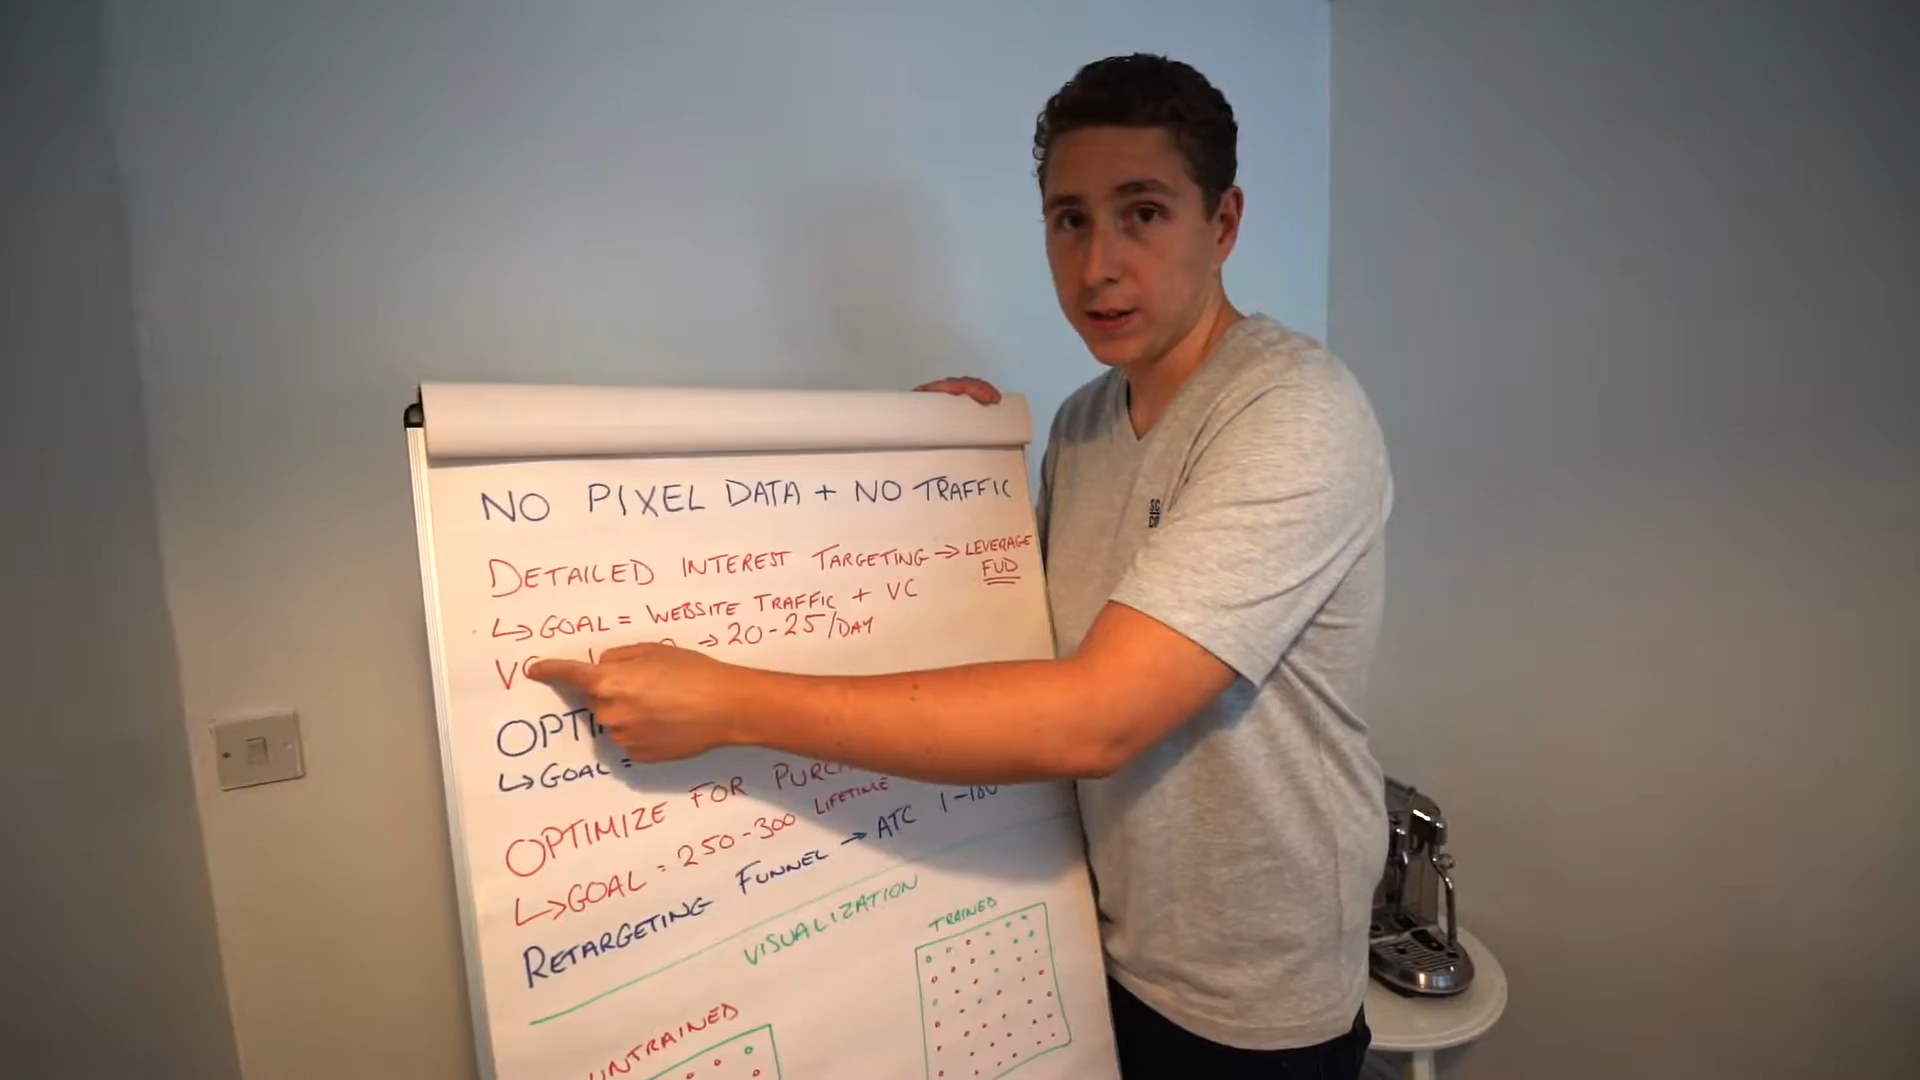 NO PIXEL DATA + NO TRAFFIC
DETAILED INTEREST TARGETING → LEVERAGE
FUD
↳ GOAL = WEBSITE TRAFFIC + VC
→ 20-25/DAY
↳ GOAL =
OPTIMIZE FOR
↳ GOAL = 250-300 LIFETIME
RETARGETING FUNNEL → ATC
VISUALIZATION
TRAINED
UNTRAINED